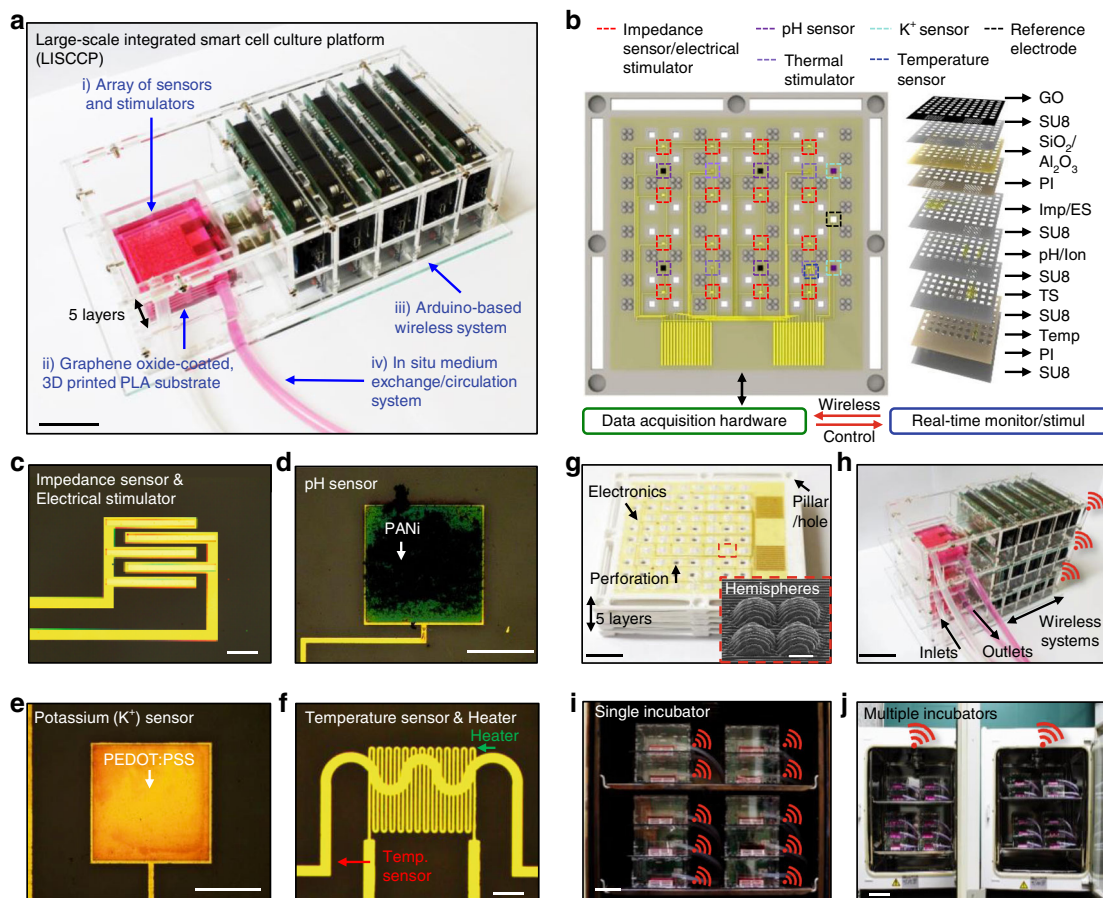 a
Large-scale integrated smart cell culture platform
(LISCCP)
i) Array of sensors
and stimulators
5 layers
ii) Graphene oxide-coated,
3D printed PLA substrate
iii) Arduino-based
wireless system
iv) In situ medium
exchange/circulation
system
b
Impedance
sensor/electrical
stimulator
pH sensor
Thermal
stimulator
K+ sensor
Temperature
sensor
Reference
electrode
GO
SU8
SiO2/
Al2O3
PI
Imp/ES
SU8
pH/Ion
SU8
TS
SU8
Temp
PI
SU8
Data acquisition hardware
Wireless
Control
Real-time monitor/stimul
c
Impedance sensor &
Electrical stimulator
d
pH sensor
PANi
e
Potassium (K+) sensor
PEDOT:PSS
f
Temperature sensor & Heater
Heater
Temp.
sensor
g
Electronics
Pillar
/hole
Perforation
Hemispheres
5 layers
h
Wireless
systems
Inlets
Outlets
i
Single incubator
j
Multiple incubators